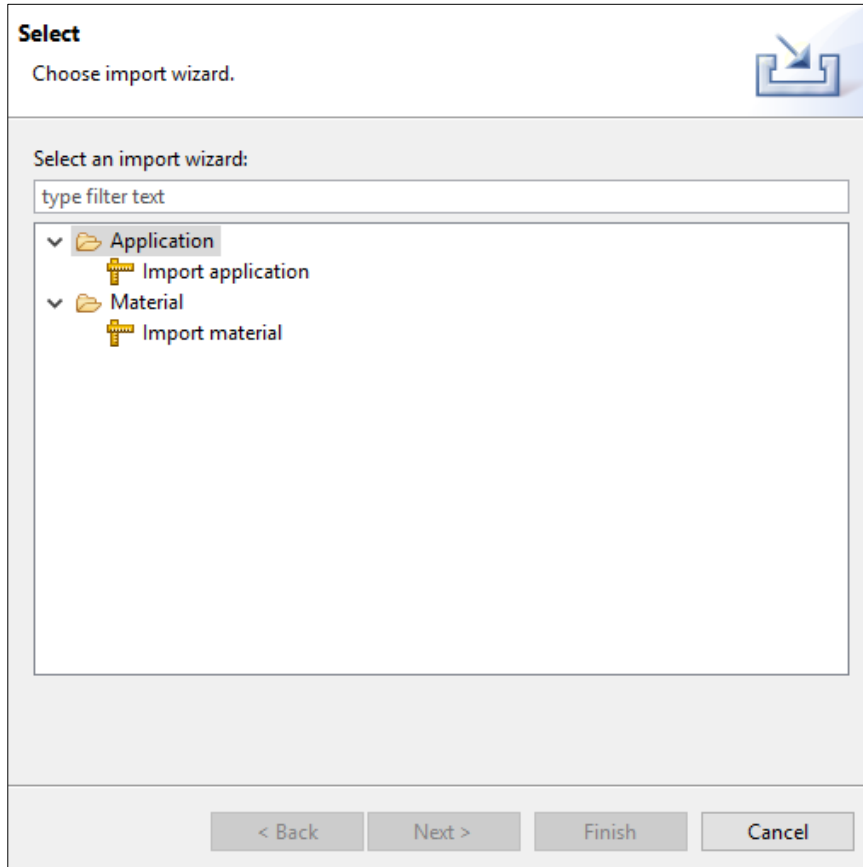 Select
Choose import wizard.
Select an import wizard:
type filter text
Application
Import application
Material
Import material
< Back Next > Finish Cancel